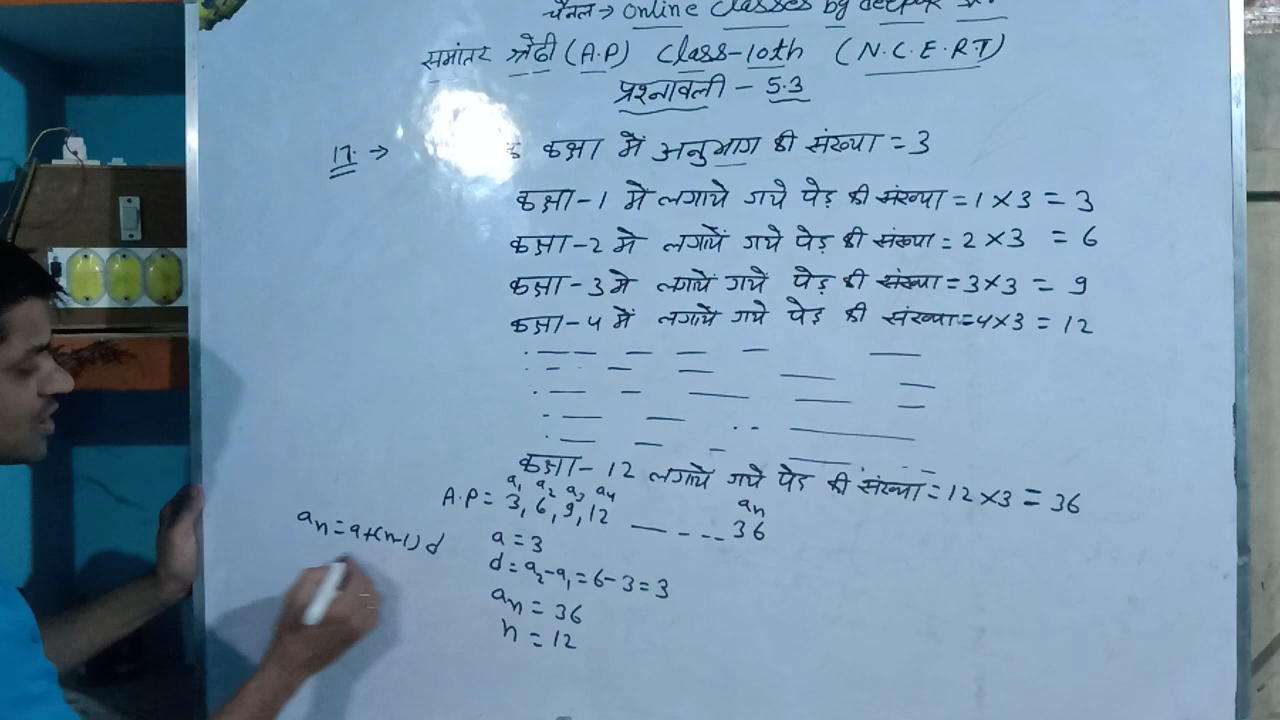 चैनल → Online Classes by deepak
समांतर श्रेढी (A.P) Class-10th (N.C.E.R.T)
प्रश्नावली - 5.3
17. → कक्षा में अनुभाग की संख्या = 3
कक्षा-1 मे लगाये गये पेड़ की संख्या = 1 × 3 = 3
कक्षा-2 मे लगायें गये पेड़ की संख्या = 2 × 3 = 6
कक्षा-3 मे लगायें गयें पेड़ की संख्या = 3 × 3 = 9
कक्षा-4 में लगायें गये पेड़ की संख्या = 4 × 3 = 12
कक्षा-12 लगायें गये पेड़ की संख्या = 12 × 3 = 36
a₁ a₂ a₃ a₄ aₙ
A.P = 3, 6, 9, 12 — - - - 36
aₙ = a+(n-1)d
a = 3
d = a₂-a₁ = 6-3 = 3
aₙ = 36
n = 12